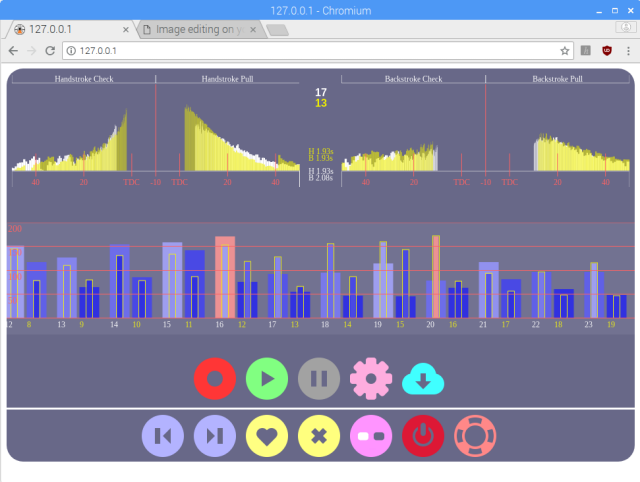 127.0.0.1 - Chromium
127.0.0.1
Image editing on y
127.0.0.1
Handstroke Check
Handstroke Pull
17
13
Backstroke Check
Backstroke Pull
H 1.93s
B 1.93s
H 1.93s
B 2.08s
40 20 TDC -10 TDC 20 40
40 20 TDC -10 TDC 20 40
200
12 8 13 9 14 10 15 11 16 12 17 13 18 14 19 15 20 16 21 17 22 18 23 19